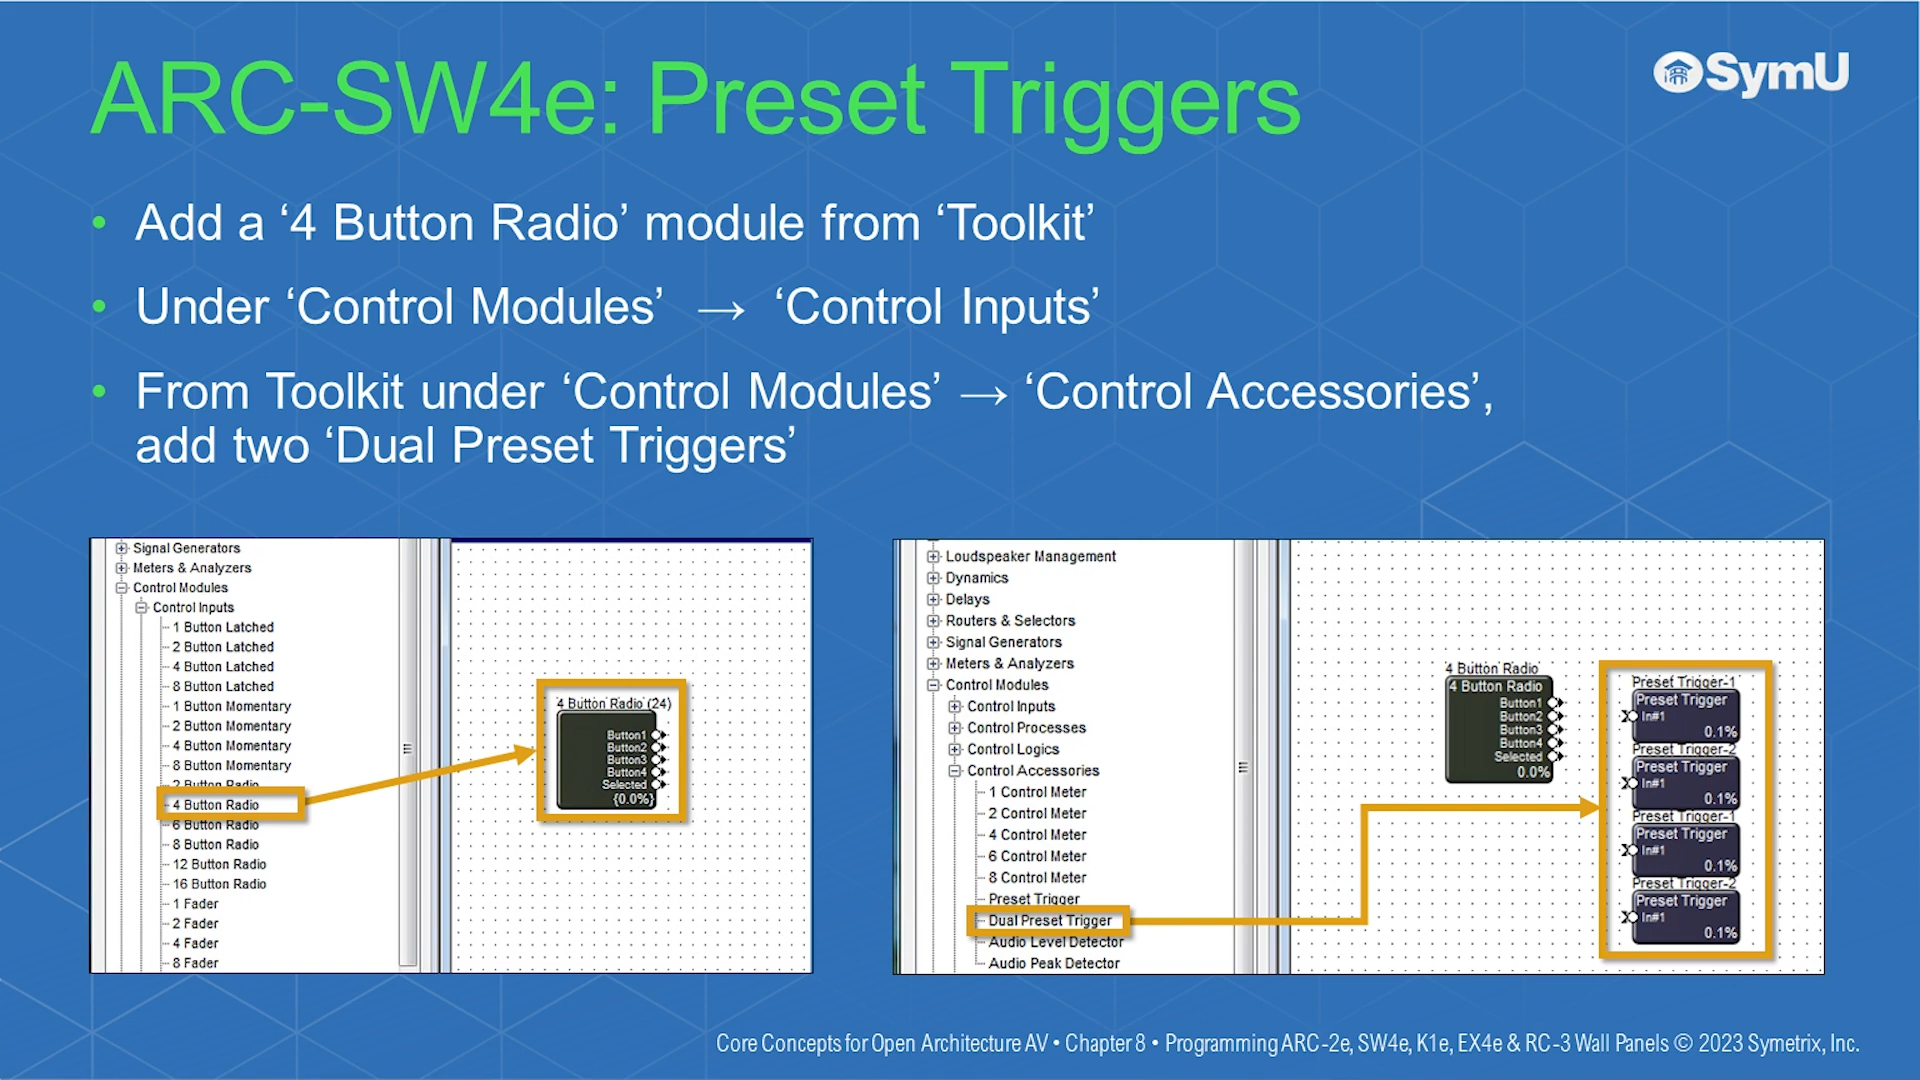 ARC-SW4e: Preset Triggers
SymU
• Add a ‘4 Button Radio’ module from ‘Toolkit’
• Under ‘Control Modules’ → ‘Control Inputs’
• From Toolkit under ‘Control Modules’ → ‘Control Accessories’,
add two ‘Dual Preset Triggers’
Signal Generators
Meters & Analyzers
Control Modules
Control Inputs
1 Button Latched
2 Button Latched
4 Button Latched
8 Button Latched
1 Button Momentary
2 Button Momentary
4 Button Momentary
8 Button Momentary
2 Button Radio
4 Button Radio
6 Button Radio
8 Button Radio
12 Button Radio
16 Button Radio
1 Fader
2 Fader
4 Fader
8 Fader
4 Button Radio (24)
Button1
Button2
Button3
Button4
Selected
{0.0%}
Loudspeaker Management
Dynamics
Delays
Routers & Selectors
Signal Generators
Meters & Analyzers
Control Modules
Control Inputs
Control Processes
Control Logics
Control Accessories
1 Control Meter
2 Control Meter
4 Control Meter
6 Control Meter
8 Control Meter
Preset Trigger
Dual Preset Trigger
Audio Level Detector
Audio Peak Detector
4 Button Radio
4 Button Radio
Button1
Button2
Button3
Button4
Selected
0.0%
Preset Trigger-1
Preset Trigger
In#1
0.1%
Preset Trigger-2
Preset Trigger
In#1
0.1%
Preset Trigger-1
Preset Trigger
In#1
0.1%
Preset Trigger-2
Preset Trigger
In#1
0.1%
Core Concepts for Open Architecture AV • Chapter 8 • Programming ARC-2e, SW4e, K1e, EX4e & RC-3 Wall Panels © 2023 Symetrix, Inc.